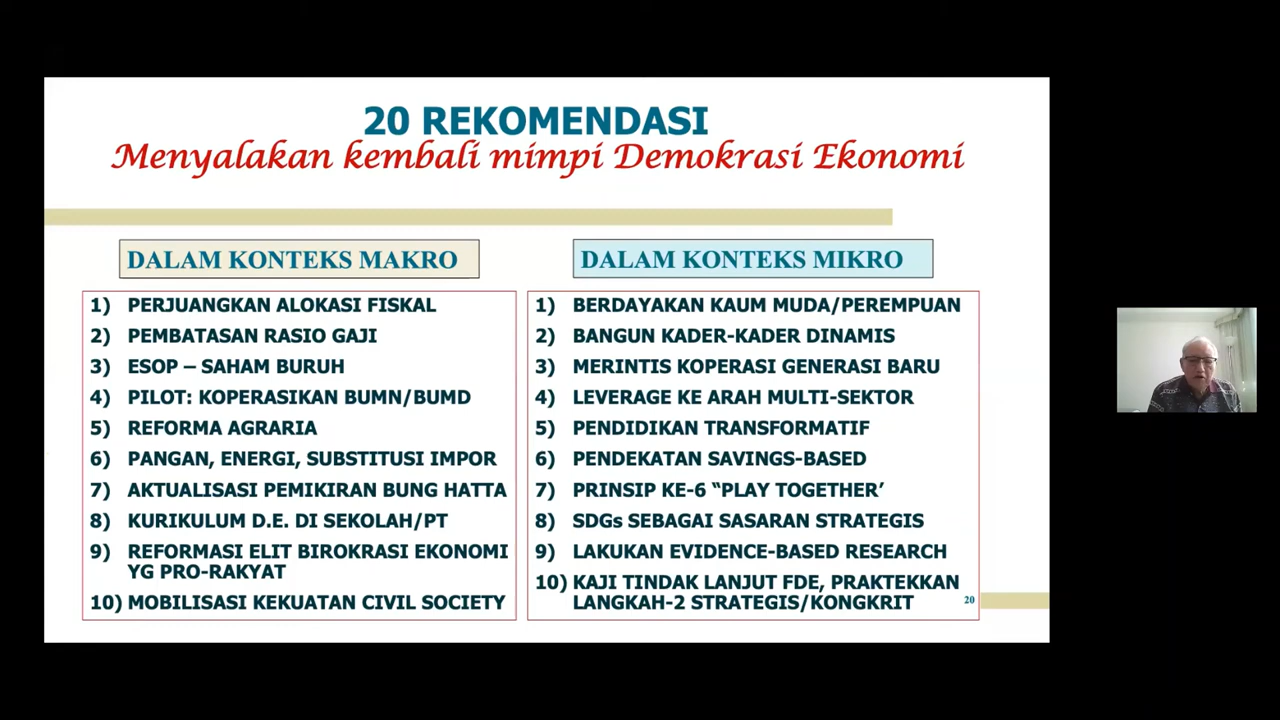 20 REKOMENDASI
Menyalakan kembali mimpi Demokrasi Ekonomi
DALAM KONTEKS MAKRO
1) PERJUANGKAN ALOKASI FISKAL
2) PEMBATASAN RASIO GAJI
3) ESOP – SAHAM BURUH
4) PILOT: KOPERASIKAN BUMN/BUMD
5) REFORMA AGRARIA
6) PANGAN, ENERGI, SUBSTITUSI IMPOR
7) AKTUALISASI PEMIKIRAN BUNG HATTA
8) KURIKULUM D.E. DI SEKOLAH/PT
9) REFORMASI ELIT BIROKRASI EKONOMI
YG PRO-RAKYAT
10) MOBILISASI KEKUATAN CIVIL SOCIETY
DALAM KONTEKS MIKRO
1) BERDAYAKAN KAUM MUDA/PEREMPUAN
2) BANGUN KADER-KADER DINAMIS
3) MERINTIS KOPERASI GENERASI BARU
4) LEVERAGE KE ARAH MULTI-SEKTOR
5) PENDIDIKAN TRANSFORMATIF
6) PENDEKATAN SAVINGS-BASED
7) PRINSIP KE-6 “PLAY TOGETHER’
8) SDGs SEBAGAI SASARAN STRATEGIS
9) LAKUKAN EVIDENCE-BASED RESEARCH
10) KAJI TINDAK LANJUT FDE, PRAKTEKKAN
LANGKAH-2 STRATEGIS/KONGKRIT
20